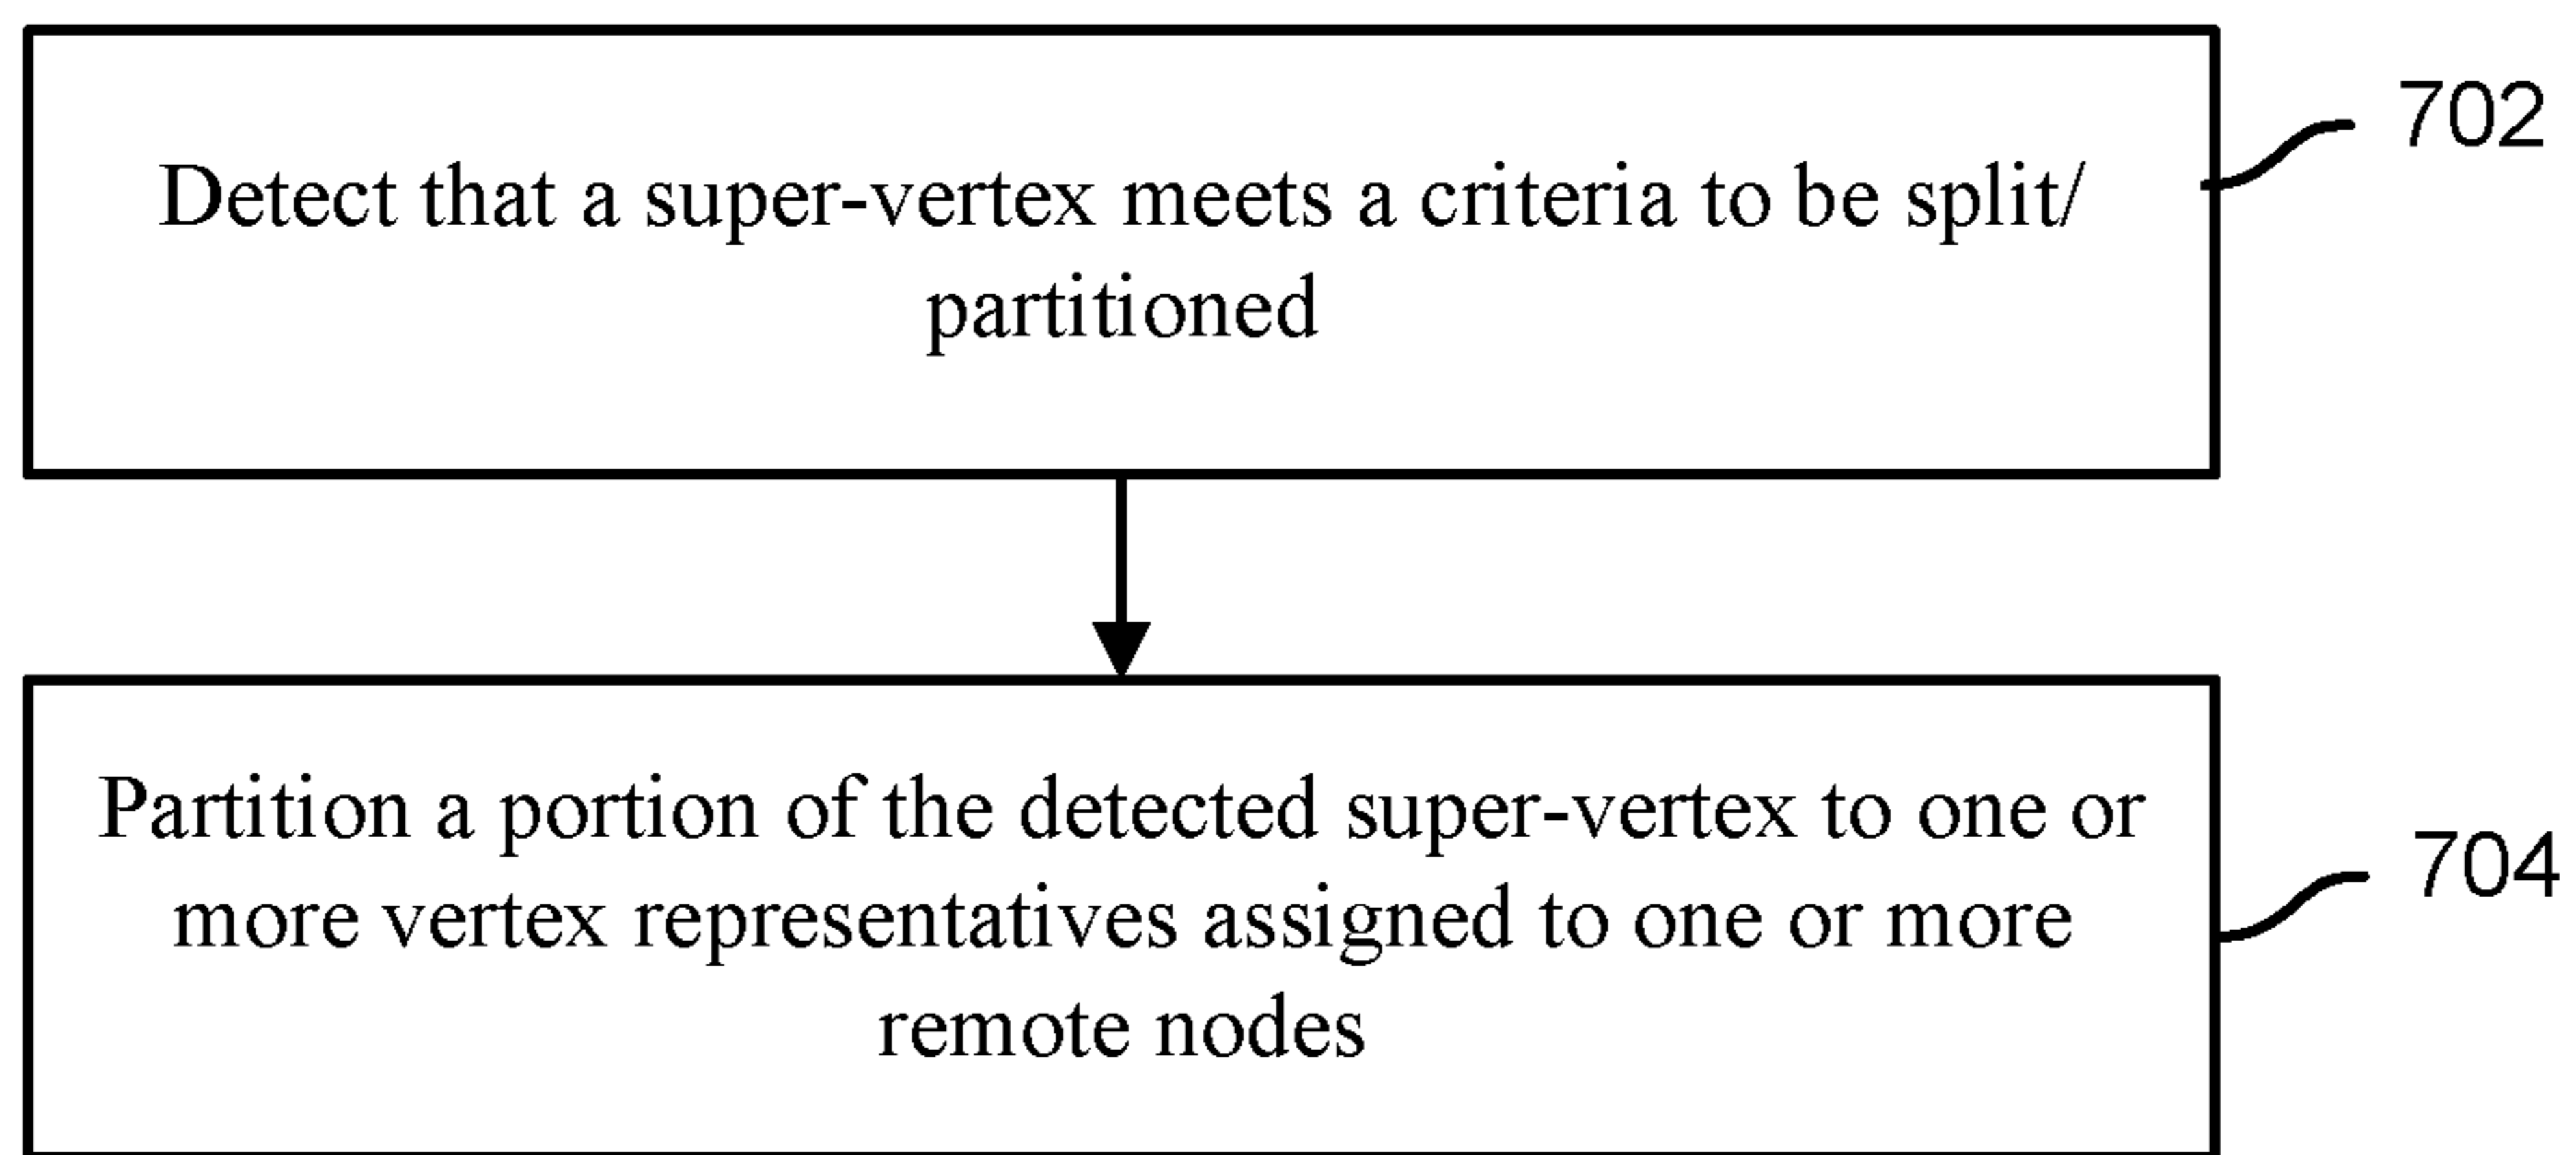 Detect that a super-vertex meets a criteria to be split/
partitioned
702
Partition a portion of the detected super-vertex to one or
more vertex representatives assigned to one or more
remote nodes
704